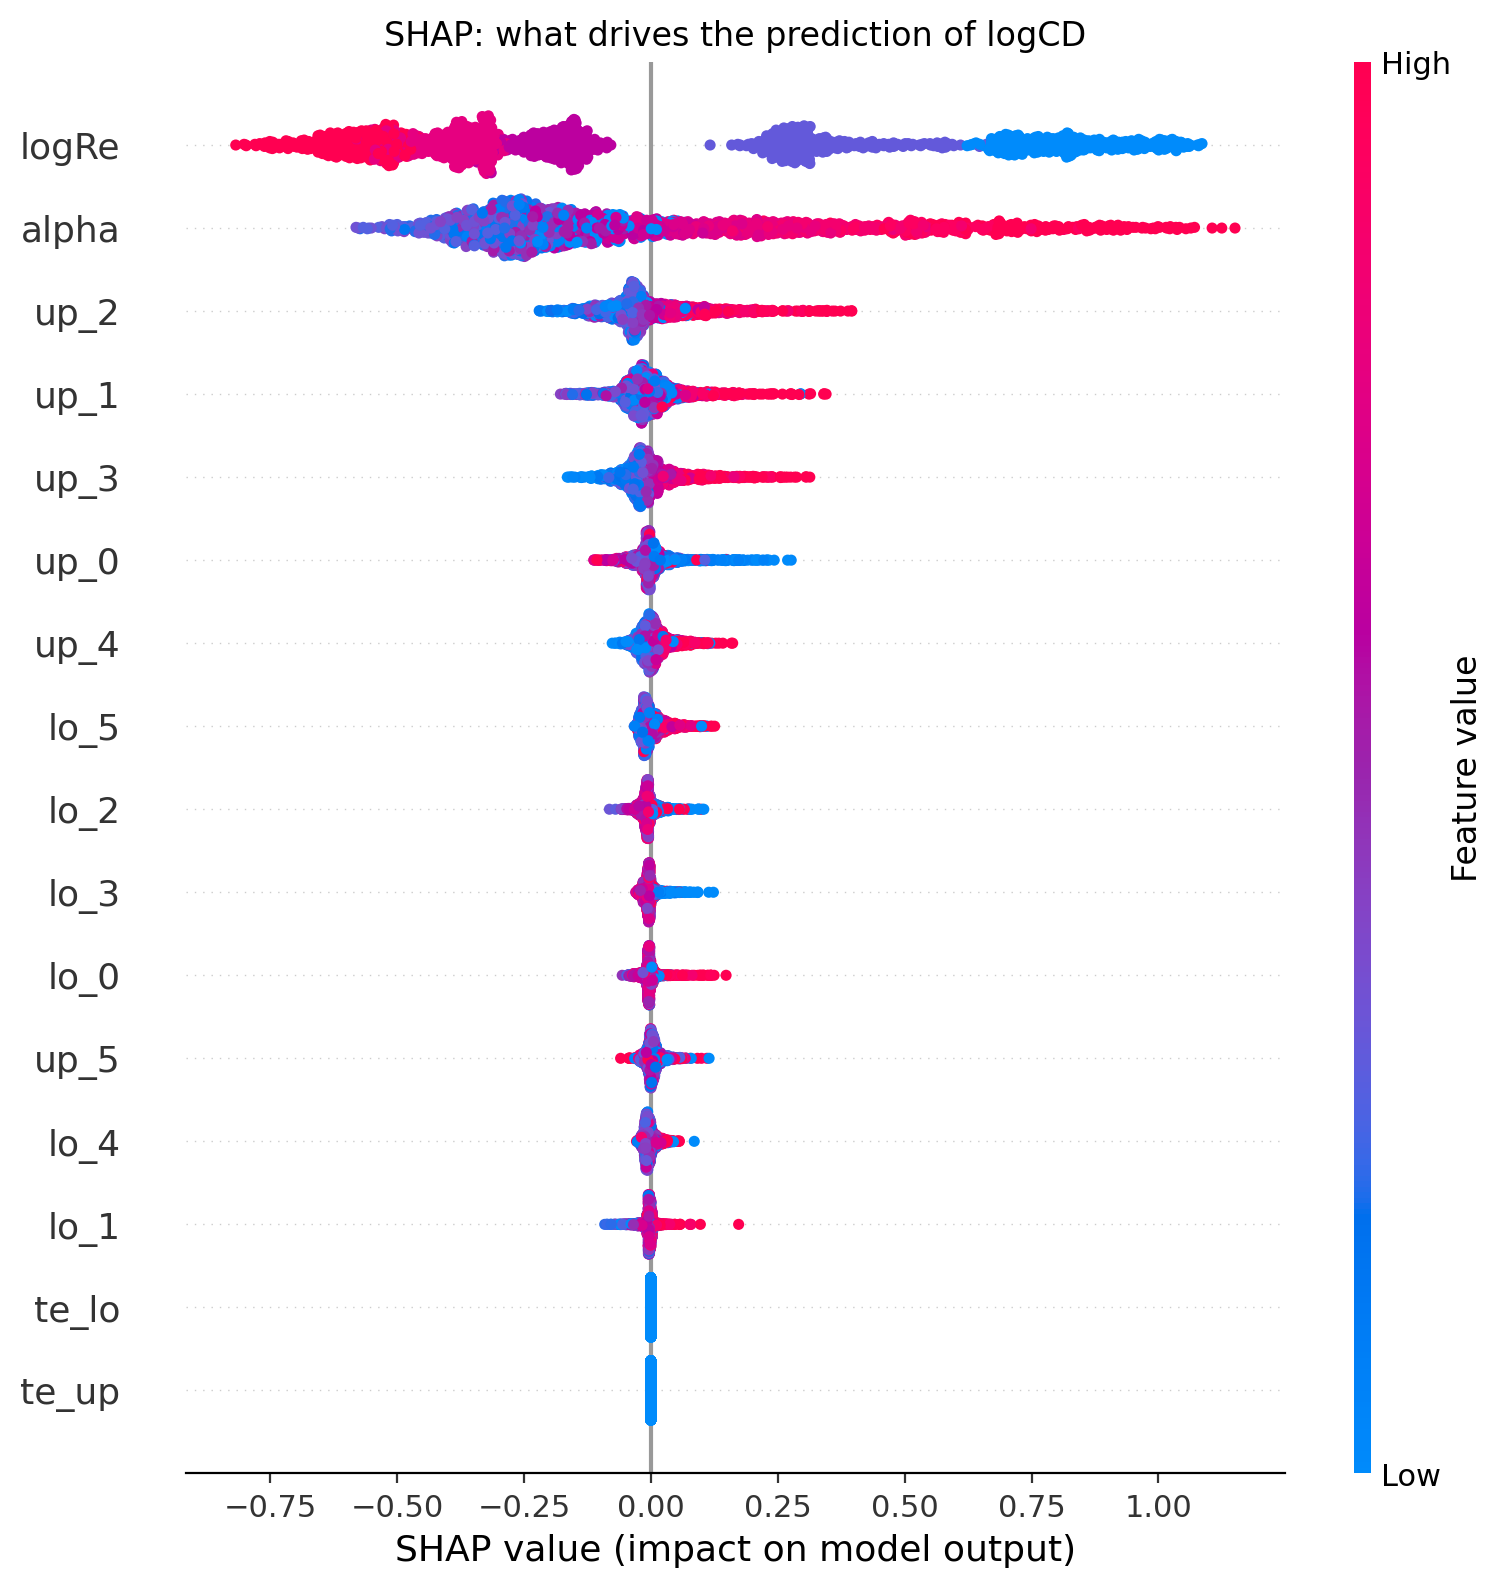 SHAP: what drives the prediction of logCD
High
logRe
alpha
up_2
up_1
up_3
up_0
up_4
lo_5
lo_2
lo_3
lo_0
up_5
lo_4
lo_1
te_lo
te_up
Feature value
Low
−0.75 −0.50 −0.25 0.00 0.25 0.50 0.75 1.00
SHAP value (impact on model output)